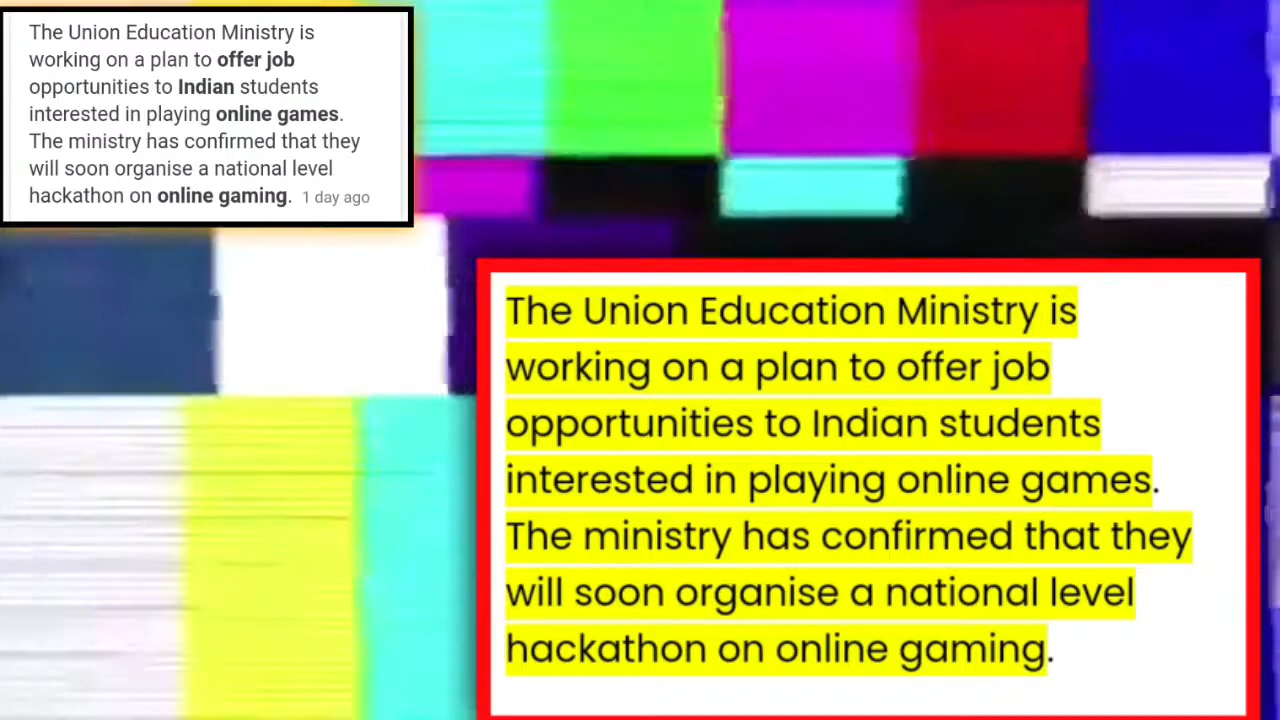 The Union Education Ministry is
working on a plan to offer job
opportunities to Indian students
interested in playing online games.
The ministry has confirmed that they
will soon organise a national level
hackathon on online gaming. 1 day ago
The Union Education Ministry is
working on a plan to offer job
opportunities to Indian students
interested in playing online games.
The ministry has confirmed that they
will soon organise a national level
hackathon on online gaming.